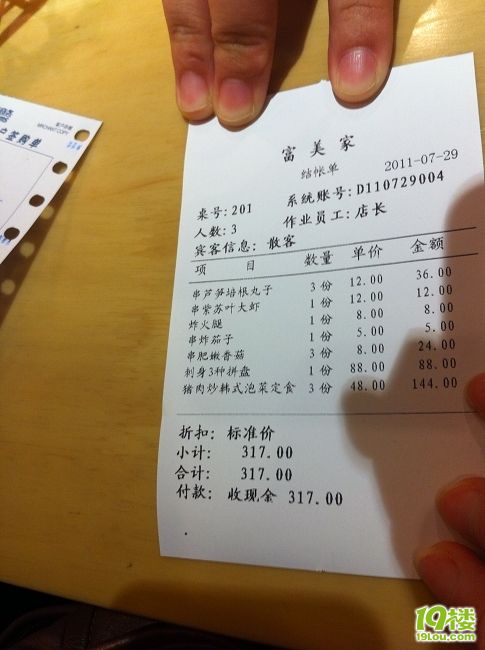 MERCHANT COPY
签购单
富美家
结帐单
2011-07-29
桌号:201
系统账号:D110729004
人数:3
作业员工:店长
宾客信息: 散客
项 目 数量 单价 金额
串芦笋培根丸子 3 份 12.00 36.00
串紫苏叶大虾 1 份 12.00 12.00
炸火腿 1 份 8.00 8.00
串炸茄子 1 份 5.00 5.00
串肥嫩香菇 3 份 8.00 24.00
刺身3种拼盘 1 份 88.00 88.00
猪肉炒韩式泡菜定食 3 份 48.00 144.00
折扣: 标准价
小计: 317.00
合计: 317.00
付款: 收现金 317.00
19楼
19lou.com